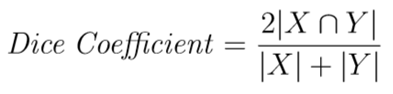 Dice Coefficient = 2|X ∩ Y| / |X| + |Y|